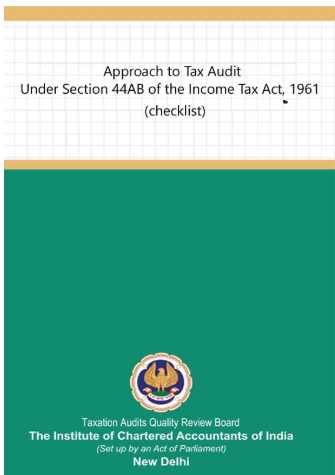 Approach to Tax Audit
Under Section 44AB of the Income Tax Act, 1961
(checklist)
Taxation Audits Quality Review Board
The Institute of Chartered Accountants of India
(Set up by an Act of Parliament)
New Delhi